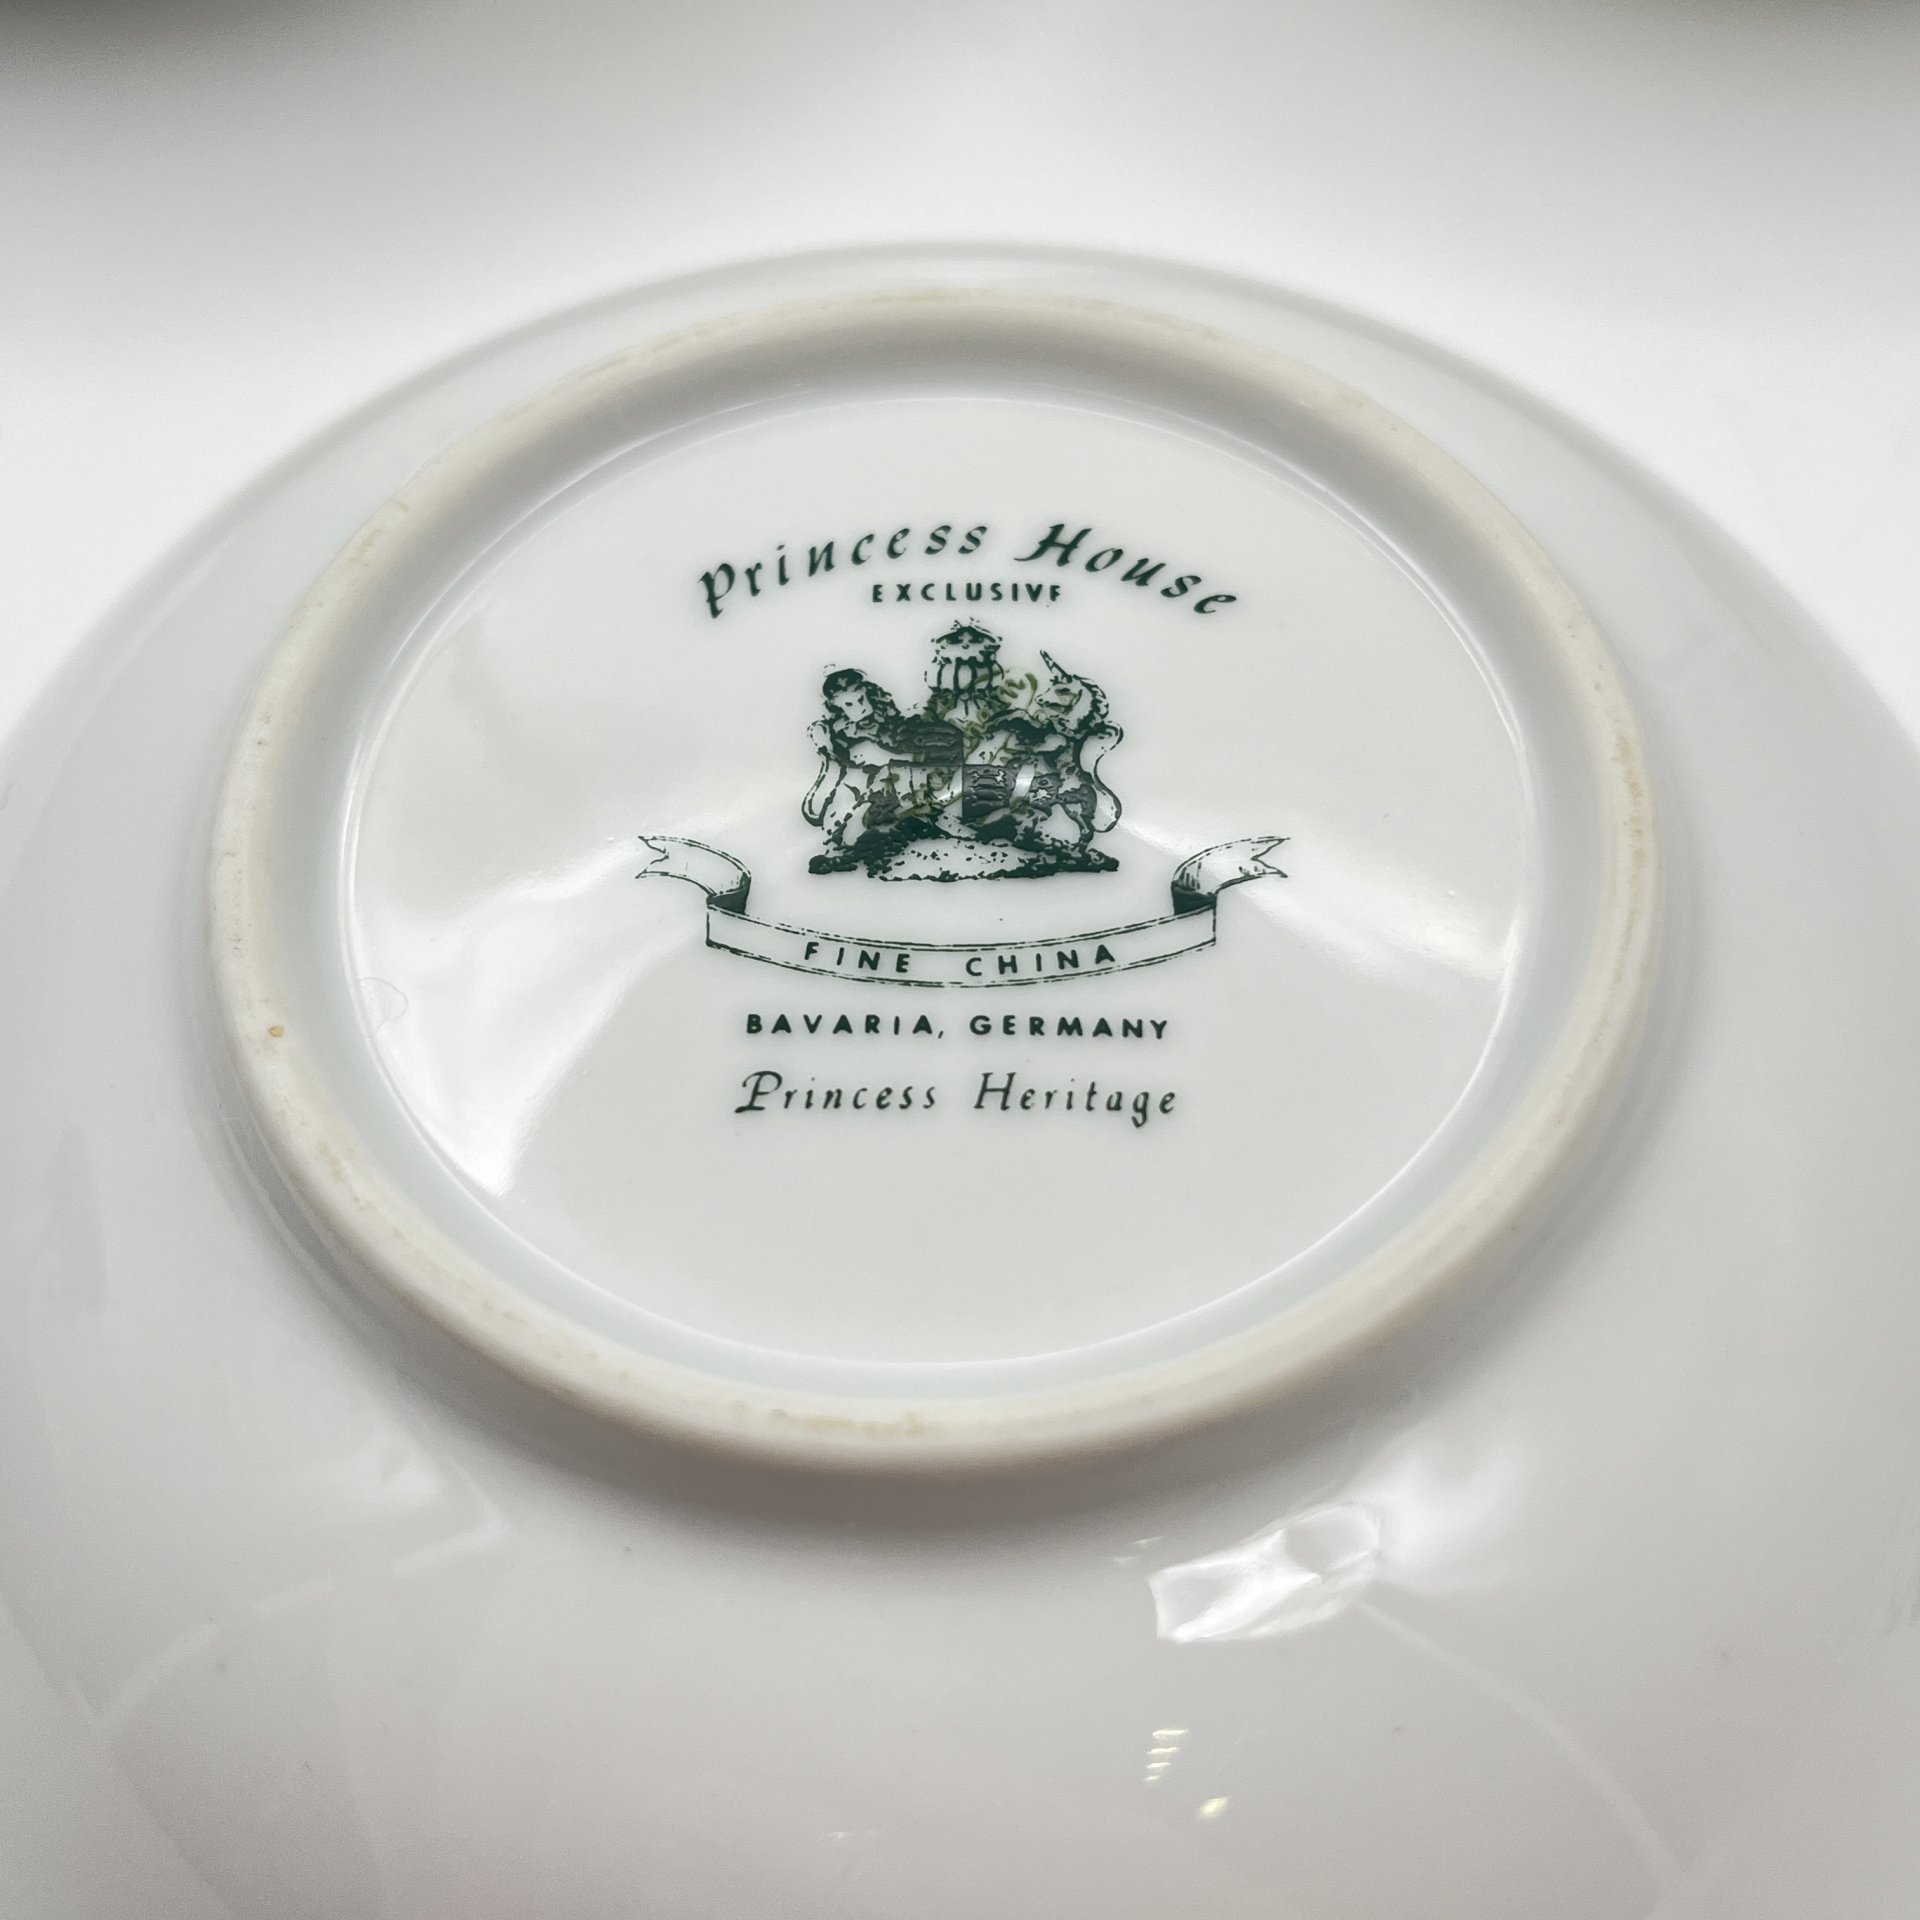 Princess House
EXCLUSIVE
FINE CHINA
BAVARIA, GERMANY
Princess Heritage